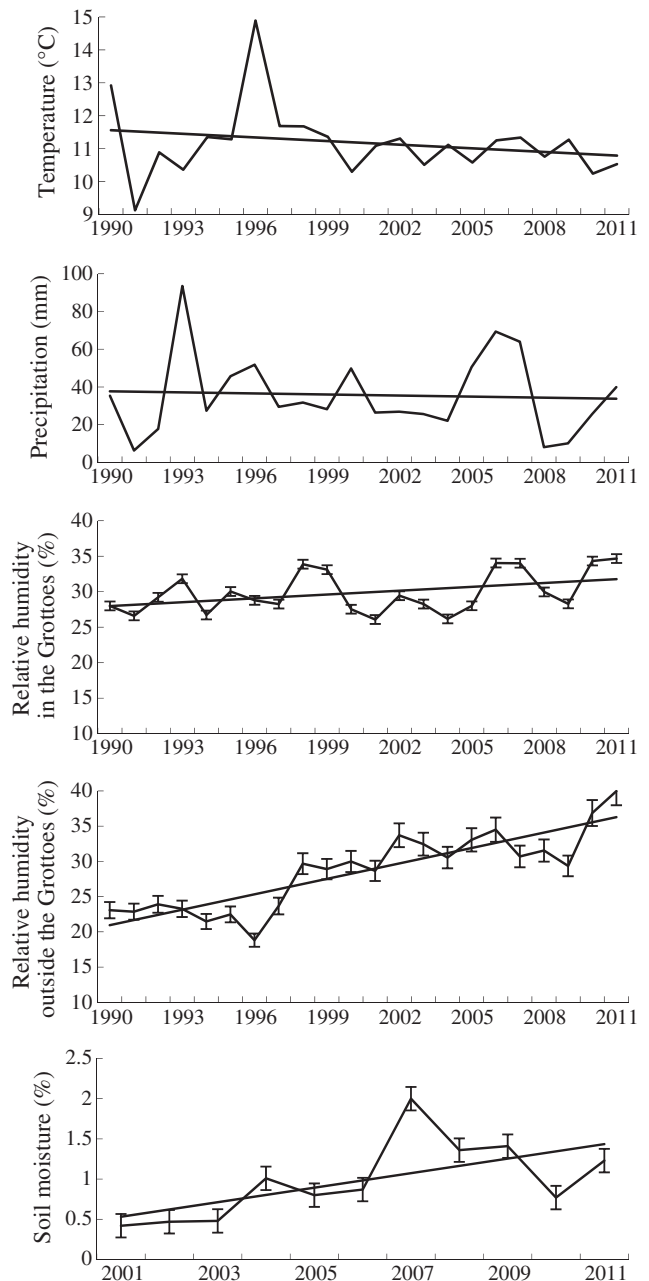 Temperature (°C)
15
14
13
12
11
10
9
1990 1993 1996 1999 2002 2005 2008 2011
Precipitation (mm)
100
80
60
40
20
0
1990 1993 1996 1999 2002 2005 2008 2011
Relative humidity
in the Grottoes (%)
40
35
30
25
20
15
10
1990 1993 1996 1999 2002 2005 2008 2011
Relative humidity
outside the Grottoes (%)
40
35
30
25
20
15
10
1990 1993 1996 1999 2002 2005 2008 2011
Soil moisture (%)
2.5
2
1.5
1
0.5
0
2001 2003 2005 2007 2009 2011